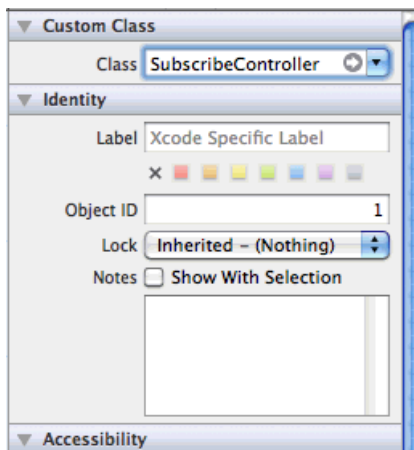 Custom Class
Class SubscribeController
Identity
Label Xcode Specific Label
Object ID 1
Lock Inherited - (Nothing)
Notes Show With Selection
Accessibility